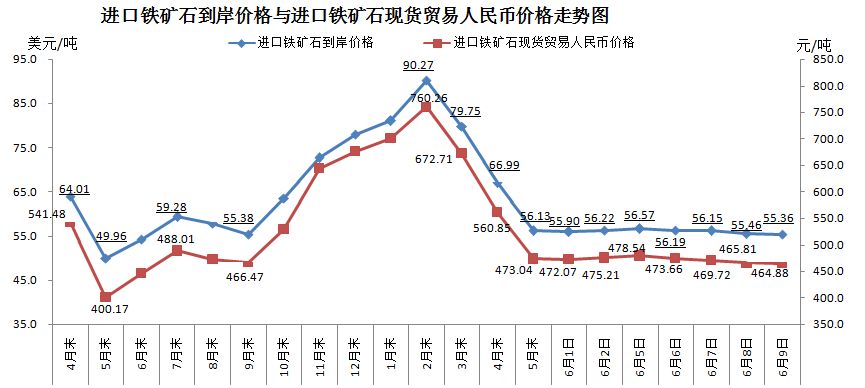 进口铁矿石到岸价格与进口铁矿石现货贸易人民币价格走势图
美元/吨
进口铁矿石到岸价格
进口铁矿石现货贸易人民币价格
元/吨
95.0
85.0
75.0
65.0
55.0
45.0
35.0
850.0
800.0
750.0
700.0
650.0
600.0
550.0
500.0
450.0
400.0
350.0
64.01
49.96
59.28
55.38
90.27
79.75
66.99
56.13
55.90
56.22
56.57
56.19
56.15
55.46
55.36
541.48
400.17
488.01
466.47
760.26
672.71
560.85
473.04
472.07
475.21
478.54
473.66
469.72
465.81
464.88
4月末
5月末
6月末
7月末
8月末
9月末
10月末
11月末
12月末
1月末
2月末
3月末
4月末
5月末
6月1日
6月2日
6月5日
6月6日
6月7日
6月8日
6月9日